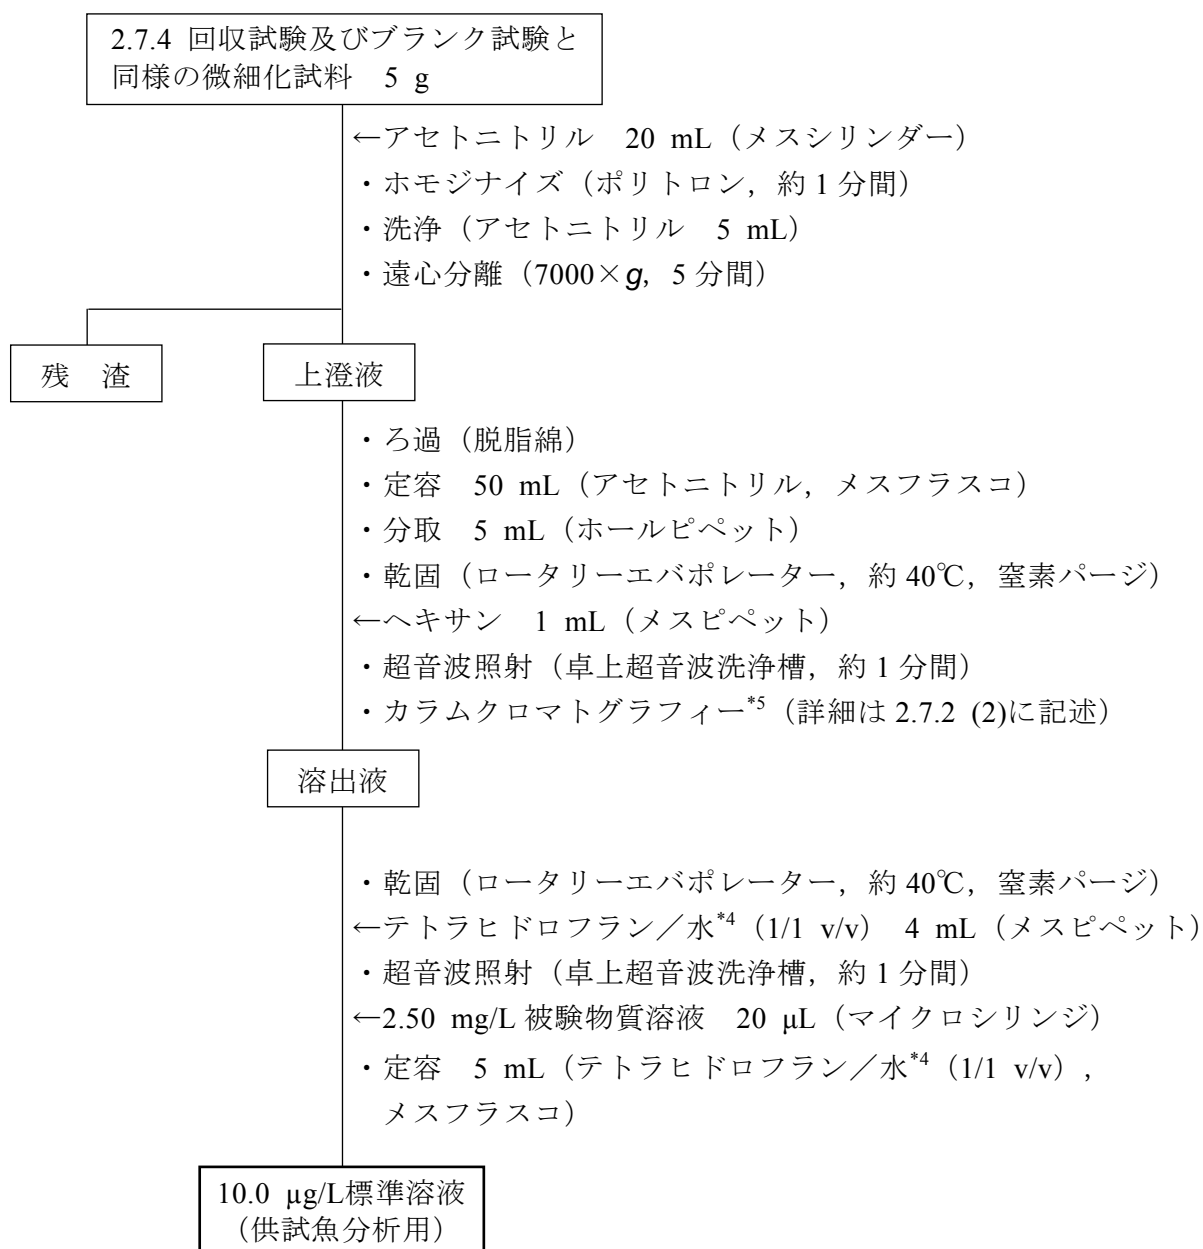 2.7.4 回収試験及びブランク試験と
同様の微細化試料　5 g
←アセトニトリル　20 mL（メスシリンダー）
・ホモジナイズ（ポリトロン，約 1 分間）
・洗浄（アセトニトリル　5 mL）
・遠心分離（7000×g，5 分間）
残　渣
上澄液
・ろ過（脱脂綿）
・定容　50 mL（アセトニトリル，メスフラスコ）
・分取　5 mL（ホールピペット）
・乾固（ロータリーエバポレーター，約 40℃，窒素パージ）
←ヘキサン　1 mL（メスピペット）
・超音波照射（卓上超音波洗浄槽，約 1 分間）
・カラムクロマトグラフィー*5（詳細は 2.7.2 (2)に記述）
溶出液
・乾固（ロータリーエバポレーター，約 40℃，窒素パージ）
←テトラヒドロフラン／水*4（1/1 v/v）　4 mL（メスピペット）
・超音波照射（卓上超音波洗浄槽，約 1 分間）
←2.50 mg/L 被験物質溶液　20 μL（マイクロシリンジ）
・定容　5 mL（テトラヒドロフラン／水*4（1/1 v/v），
メスフラスコ）
10.0 μg/L標準溶液
（供試魚分析用）